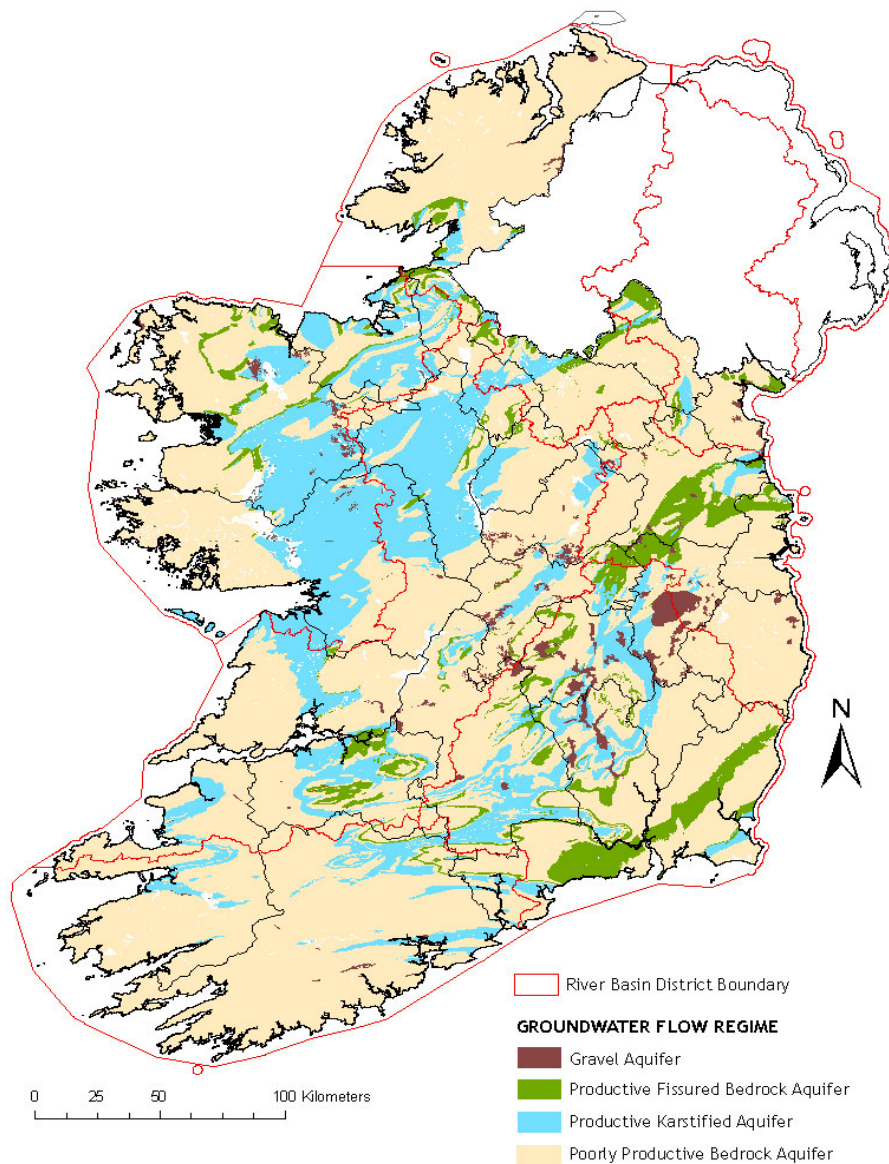 N
River Basin District Boundary
GROUNDWATER FLOW REGIME
Gravel Aquifer
Productive Fissured Bedrock Aquifer
Productive Karstified Aquifer
Poorly Productive Bedrock Aquifer
0 25 50 100 Kilometers